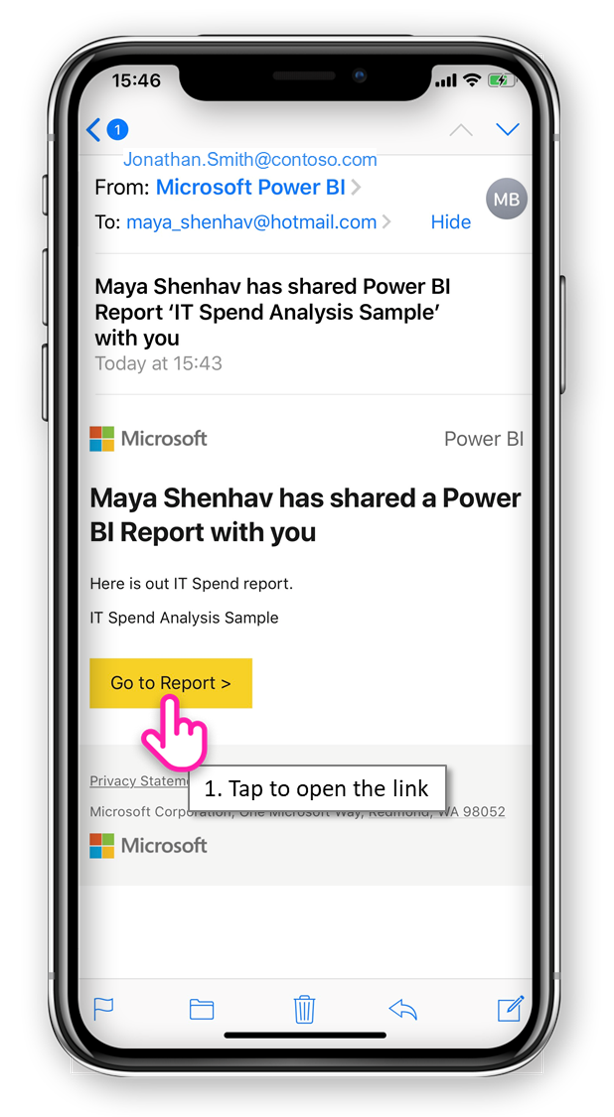 15:46
1
Jonathan.Smith@contoso.com
From: Microsoft Power BI
MB
To: maya_shenhav@hotmail.com
Hide
Maya Shenhav has shared Power BI
Report ‘IT Spend Analysis Sample’
with you
Today at 15:43
Microsoft
Power BI
Maya Shenhav has shared a Power
BI Report with you
Here is out IT Spend report.
IT Spend Analysis Sample
Go to Report >
Privacy Statem
1. Tap to open the link
Microsoft Corporation, One Microsoft Way, Redmond, WA 98052
Microsoft